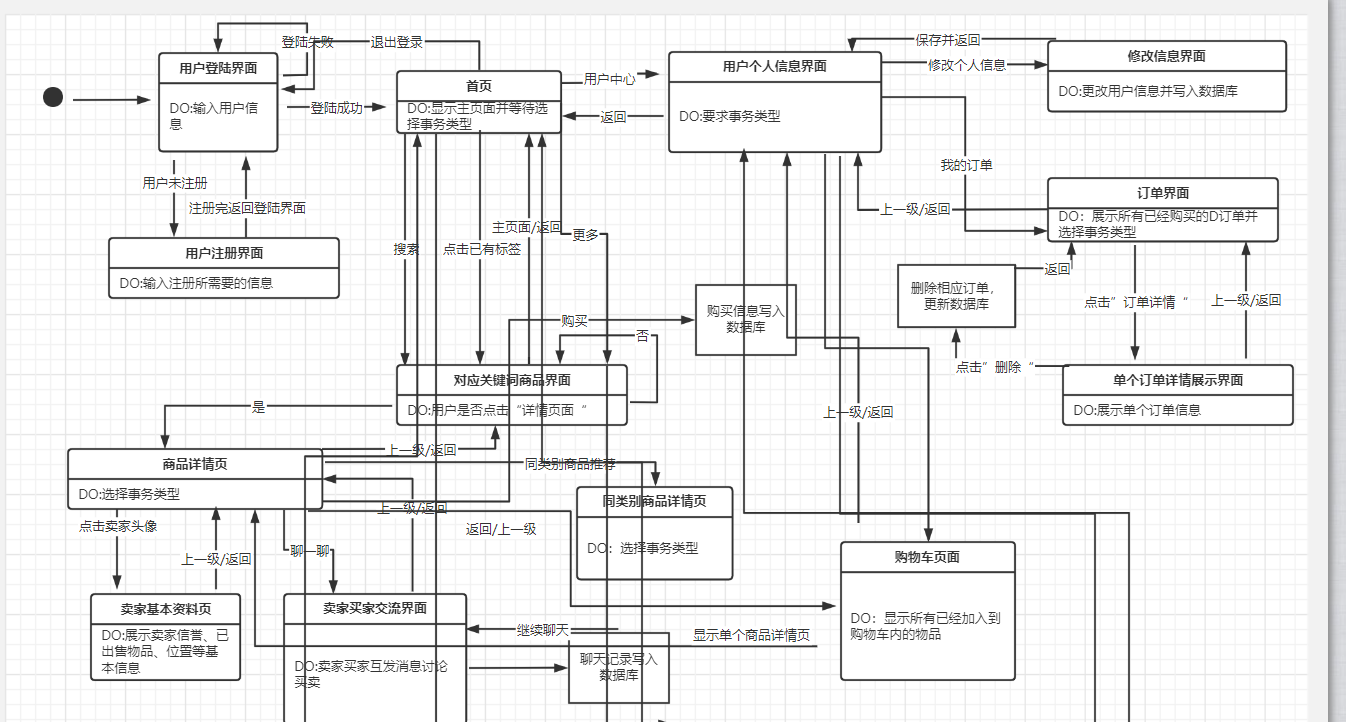 登陆失败
退出登录
保存并返回
用户登陆界面
首页
用户个人信息界面
修改信息界面
用户中心
修改个人信息
DO:输入用户信
息
登陆成功
DO:显示主页面并等待选
择事务类型
返回
DO:要求事务类型
DO:更改用户信息并写入数据库
我的订单
用户未注册
注册完返回登陆界面
上一级/返回
订单界面
DO：展示所有已经购买的D订单并
选择事务类型
主页面/返回
更多
搜索
点击已有标签
用户注册界面
DO:输入注册所需要的信息
返回
删除相应订单，
更新数据库
点击”订单详情“
上一级/返回
购买
购买信息写入
数据库
否
点击”删除“
对应关键词商品界面
DO:用户是否点击“详情页面“
单个订单详情展示界面
DO:展示单个订单信息
是
上一级/返回
上一级/返回
商品详情页
DO:选择事务类型
同类别商品推荐
上一级/返回
同类别商品详情页
DO：选择事务类型
点击卖家头像
返回/上一级
上一级/返回
聊一聊
购物车页面
DO：显示所有已经加入到
购物车内的物品
卖家基本资料页
DO:展示卖家信誉、已
出售物品、位置等基
本信息
卖家买家交流界面
DO:卖家买家互发消息讨论
买卖
继续聊天
显示单个商品详情页
聊天记录写入
数据库